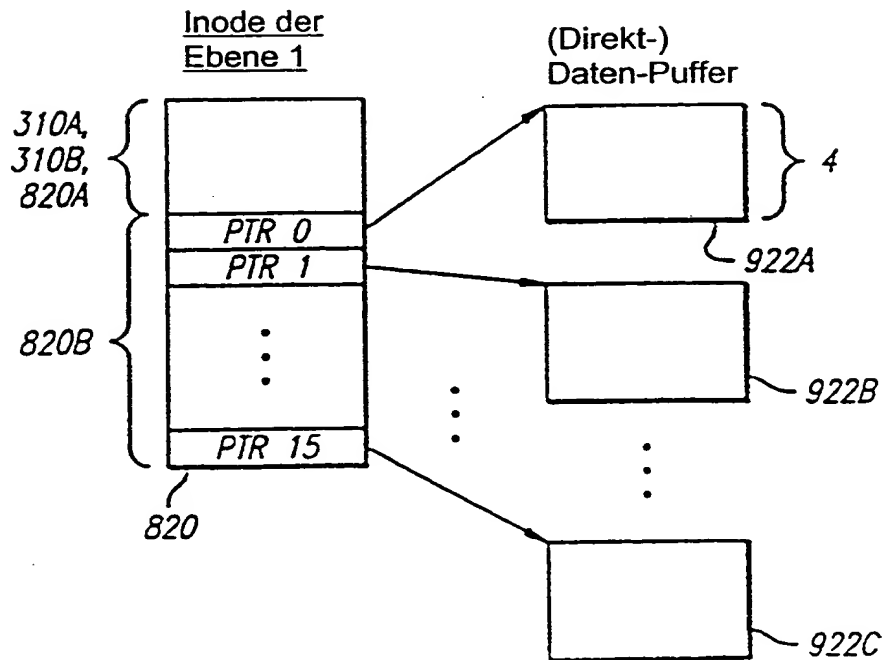 Inode der
Ebene 1
(Direkt-)
Daten-Puffer
310A,
310B,
820A
4
PTR 0
922A
PTR 1
820B
922B
PTR 15
820
922C